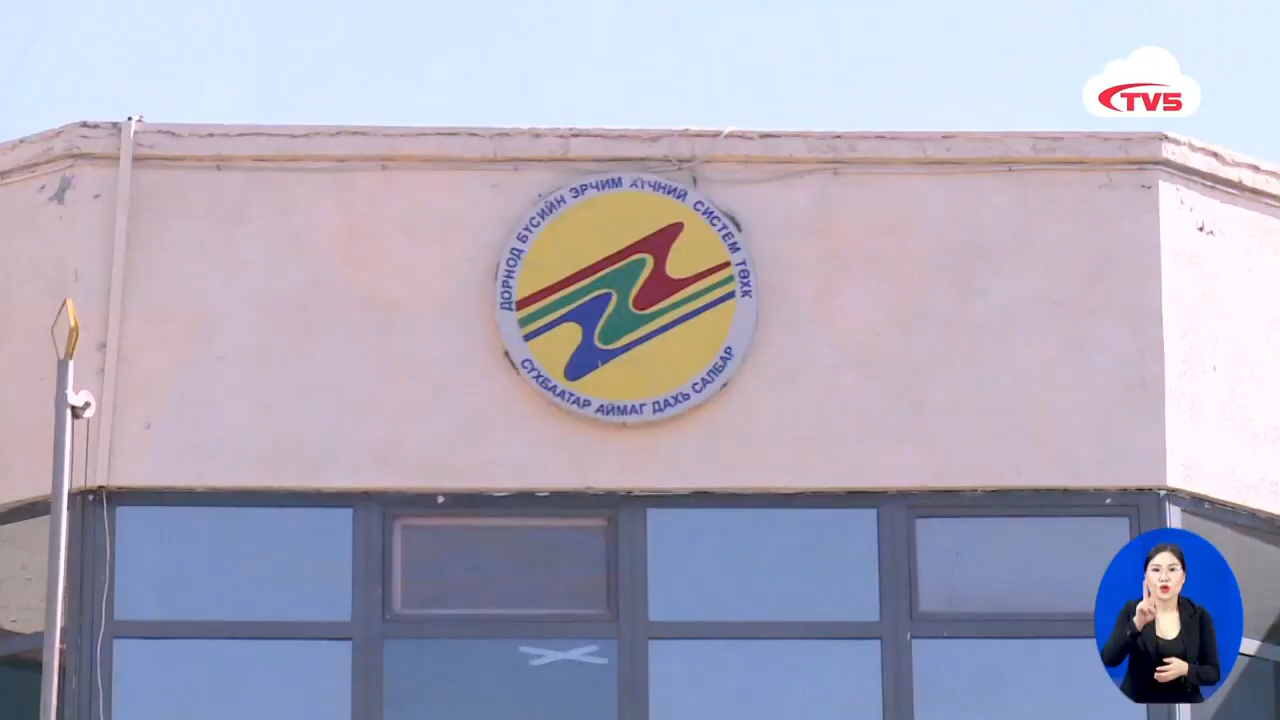 TV5
ДОРНОД БҮСИЙН ЭРЧИМ ХҮЧНИЙ СИСТЕМ ТӨХК
СҮХБААТАР АЙМАГ ДАХЬ САЛБАР